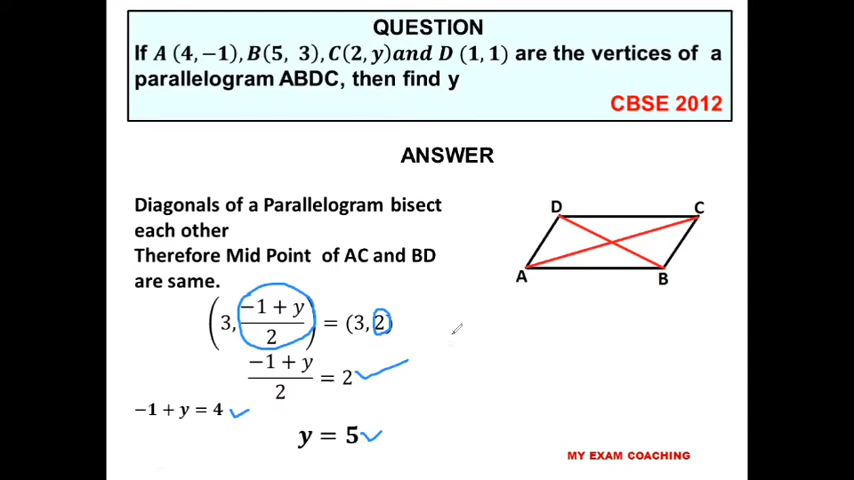 QUESTION
If A (4, −1), B(5, 3), C(2, y)and D (1, 1) are the vertices of a
parallelogram ABDC, then find y
CBSE 2012
ANSWER
Diagonals of a Parallelogram bisect
each other
Therefore Mid Point of AC and BD
are same.
(3, (−1 + y)/2) = (3, 2)
(−1 + y)/2 = 2
−1 + y = 4
y = 5
D C
A B
MY EXAM COACHING